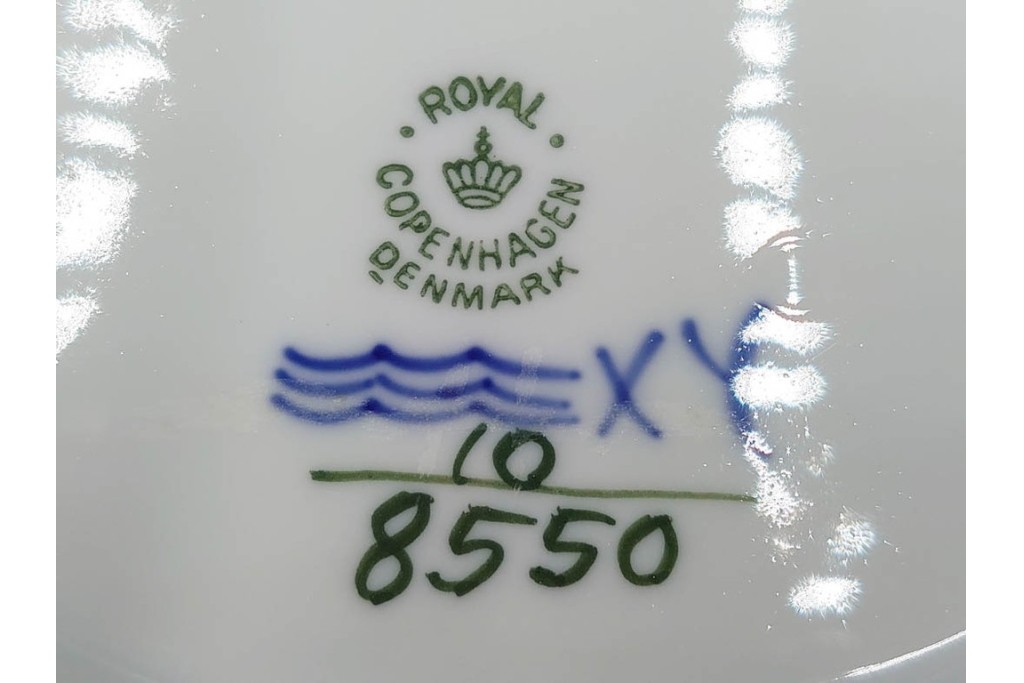 ROYAL
COPENHAGEN
DENMARK
XY
10
8550